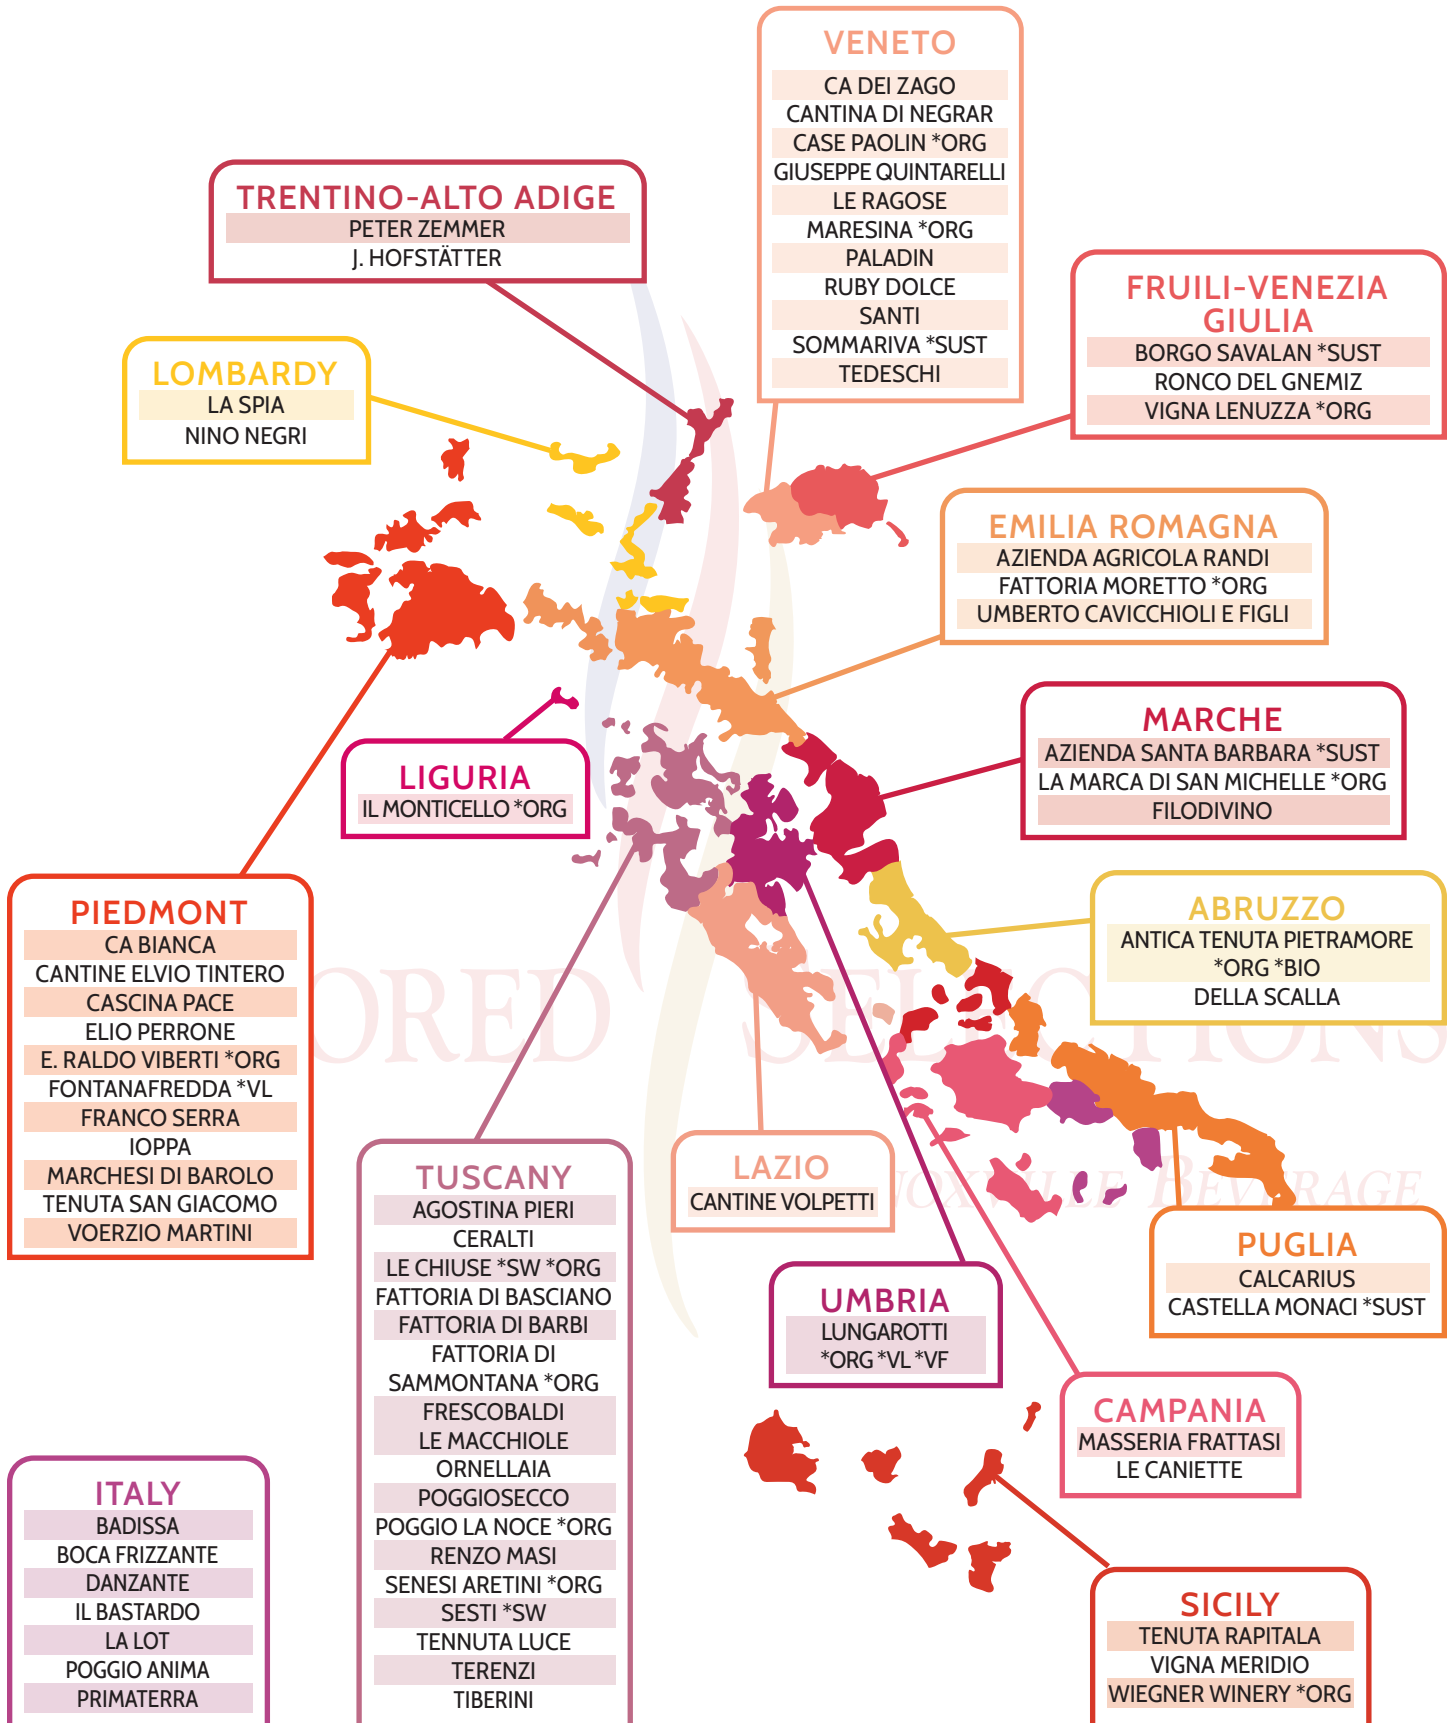 VENETO
CA DEI ZAGO
CANTINA DI NEGRAR
CASE PAOLIN *ORG
GIUSEPPE QUINTARELLI
LE RAGOSE
MARESINA *ORG
PALADIN
RUBY DOLCE
SANTI
SOMMARIVA *SUST
TEDESCHI
TRENTINO-ALTO ADIGE
PETER ZEMMER
J. HOFSTÄTTER
FRUILI-VENEZIA
GIULIA
BORGO SAVALAN *SUST
RONCO DEL GNEMIZ
VIGNA LENUZZA *ORG
LOMBARDY
LA SPIA
NINO NEGRI
EMILIA ROMAGNA
AZIENDA AGRICOLA RANDI
FATTORIA MORETTO *ORG
UMBERTO CAVICCHIOLI E FIGLI
MARCHE
AZIENDA SANTA BARBARA *SUST
LA MARCA DI SAN MICHELLE *ORG
FILODIVINO
LIGURIA
IL MONTICELLO *ORG
PIEDMONT
CA BIANCA
CANTINE ELVIO TINTERO
CASCINA PACE
ELIO PERRONE
E. RALDO VIBERTI *ORG
FONTANAFREDDA *VL
FRANCO SERRA
IOPPA
MARCHESI DI BAROLO
TENUTA SAN GIACOMO
VOERZIO MARTINI
ABRUZZO
ANTICA TENUTA PIETRAMORE
*ORG *BIO
DELLA SCALLA
ORED SELECTIONS
BEVERAGE
TUSCANY
AGOSTINA PIERI
CERALTI
LE CHIUSE *SW *ORG
FATTORIA DI BASCIANO
FATTORIA DI BARBI
FATTORIA DI
SAMMONTANA *ORG
FRESCOBALDI
LE MACCHIOLE
ORNELLAIA
POGGIOSECCO
POGGIO LA NOCE *ORG
RENZO MASI
SENESI ARETINI *ORG
SESTI *SW
TENNUTA LUCE
TERENZI
TIBERINI
LAZIO
CANTINE VOLPETTI
PUGLIA
CALCARIUS
CASTELLA MONACI *SUST
UMBRIA
LUNGAROTTI
*ORG *VL *VF
CAMPANIA
MASSERIA FRATTASI
LE CANIETTE
ITALY
BADISSA
BOCA FRIZZANTE
DANZANTE
IL BASTARDO
LA LOT
POGGIO ANIMA
PRIMATERRA
SICILY
TENUTA RAPITALA
VIGNA MERIDIO
WIEGNER WINERY *ORG